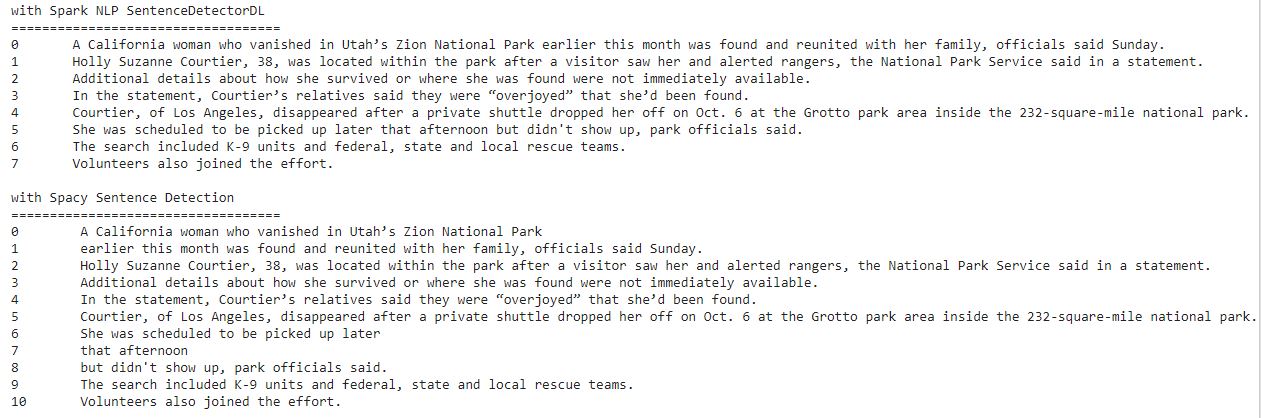 with Spark NLP SentenceDetectorDL
===================================
0 A California woman who vanished in Utah’s Zion National Park earlier this month was found and reunited with her family, officials said Sunday.
1 Holly Suzanne Courtier, 38, was located within the park after a visitor saw her and alerted rangers, the National Park Service said in a statement.
2 Additional details about how she survived or where she was found were not immediately available.
3 In the statement, Courtier’s relatives said they were “overjoyed” that she’d been found.
4 Courtier, of Los Angeles, disappeared after a private shuttle dropped her off on Oct. 6 at the Grotto park area inside the 232-square-mile national park.
5 She was scheduled to be picked up later that afternoon but didn't show up, park officials said.
6 The search included K-9 units and federal, state and local rescue teams.
7 Volunteers also joined the effort.
with Spacy Sentence Detection
===================================
0 A California woman who vanished in Utah’s Zion National Park
1 earlier this month was found and reunited with her family, officials said Sunday.
2 Holly Suzanne Courtier, 38, was located within the park after a visitor saw her and alerted rangers, the National Park Service said in a statement.
3 Additional details about how she survived or where she was found were not immediately available.
4 In the statement, Courtier’s relatives said they were “overjoyed” that she’d been found.
5 Courtier, of Los Angeles, disappeared after a private shuttle dropped her off on Oct. 6 at the Grotto park area inside the 232-square-mile national park.
6 She was scheduled to be picked up later
7 that afternoon
8 but didn't show up, park officials said.
9 The search included K-9 units and federal, state and local rescue teams.
10 Volunteers also joined the effort.